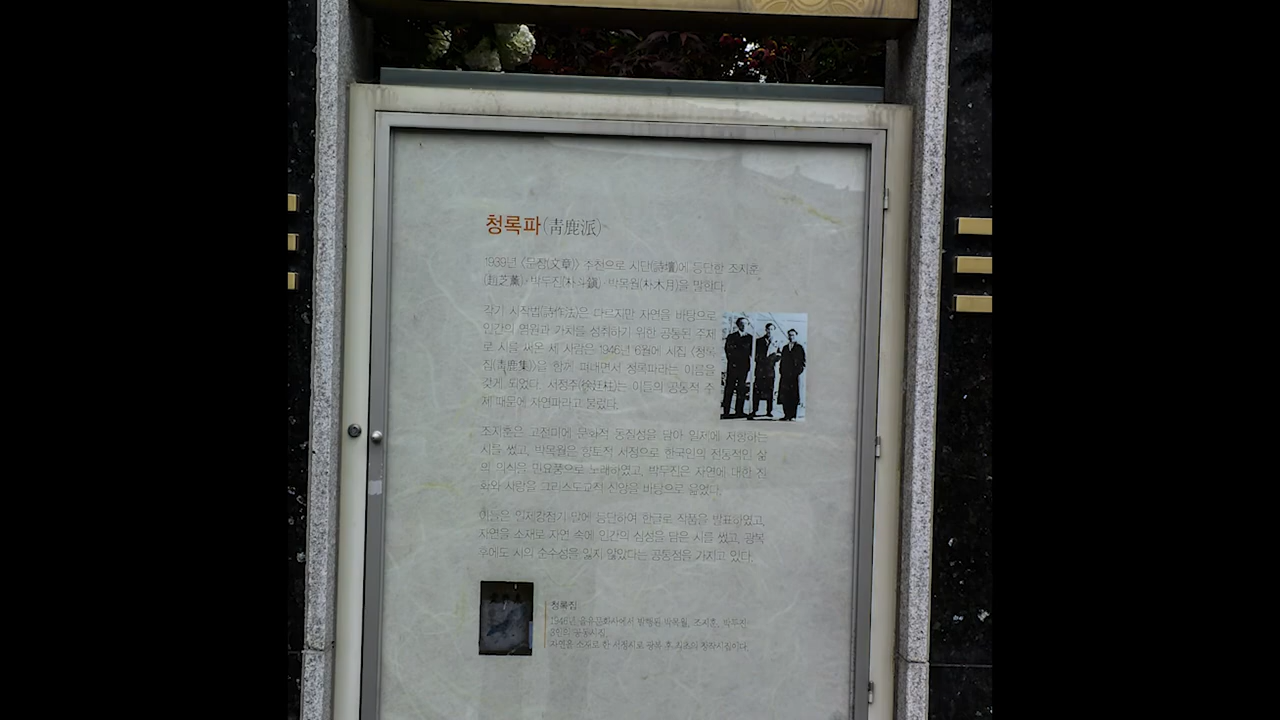 청록파(靑鹿派)
1939년 《문장(文章)》 추천으로 시단(詩壇)에 등단한 조지훈
(趙芝薰)·박두진(朴斗鎭)·박목월(朴木月)을 말한다.
각기 시작법(詩作法)은 다르지만 자연을 바탕으로
인간의 염원과 가치를 성취하기 위한 공통된 주제
로 시를 써온 세 사람은 1946년 6월에 시집 《청록
집(靑鹿集)》을 함께 펴내면서 청록파라는 이름을
갖게 되었다. 서정주(徐廷柱)는 이들의 공통적 주
제 때문에 자연파라고 불렀다.
조지훈은 고전미에 문화적 동질성을 담아 일제에 저항하는
시를 썼고, 박목월은 향토적 서정으로 한국인의 전통적인 삶
의 의식을 민요풍으로 노래하였고, 박두진은 자연에 대한 친
화와 사랑을 그리스도교적 신앙을 바탕으로 읊었다.
이들은 일제강점기 말에 등단하여 한글로 작품을 발표하였고,
자연을 소재로 자연 속에 인간의 심성을 담은 시를 썼고, 광복
후에도 시의 순수성을 잃지 않았다는 공통점을 가지고 있다.
청록집
1946년 을유문화사에서 발행된 박목월, 조지훈, 박두진
3인의 공동시집.
자연을 소재로 한 서정시로 광복 후 최초의 창작시집이다.